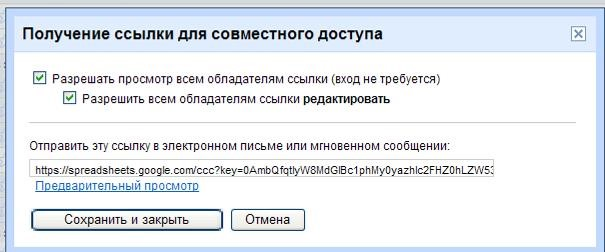 Получение ссылки для совместного доступа
Разрешать просмотр всем обладателям ссылки (вход не требуется)
Разрешить всем обладателям ссылки редактировать
Отправить эту ссылку в электронном письме или мгновенном сообщении:
https://spreadsheets.google.com/ccc?key=0AmbQfqtlyW8MdGlBc1phMy0yazhlc2FHZ0hLZW53
Предварительный просмотр
Сохранить и закрыть Отмена